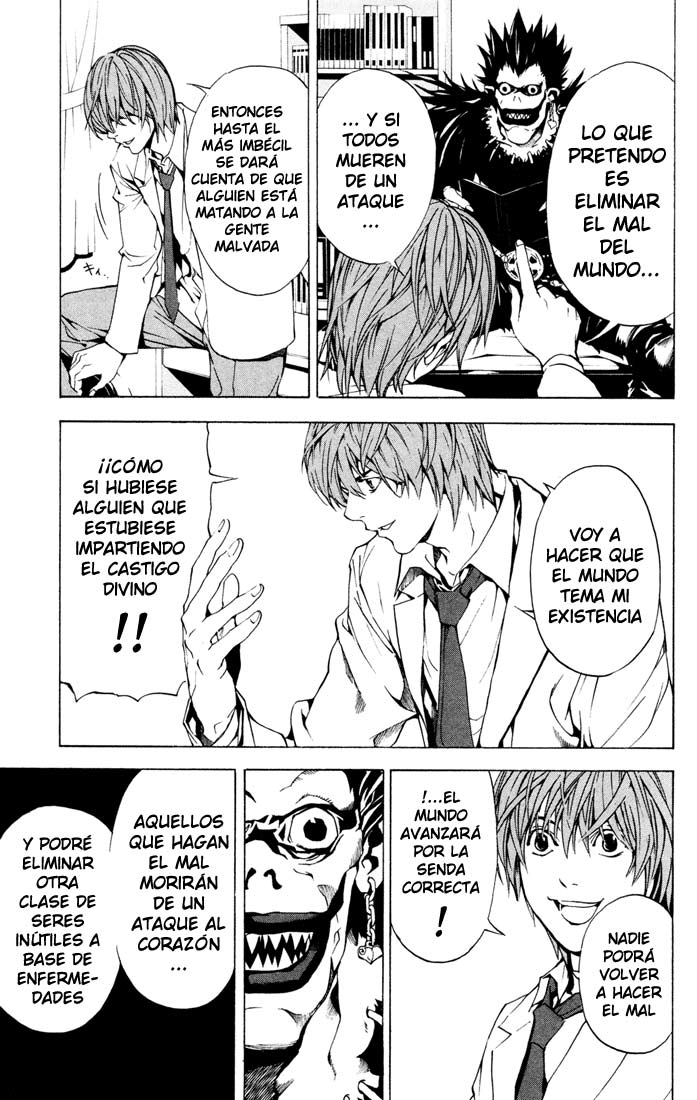 LO QUE
PRETENDO
ES
ELIMINAR
EL MAL
DEL
MUNDO...
... Y SI
TODOS
MUEREN
DE UN
ATAQUE
...
ENTONCES
HASTA EL
MÁS IMBÉCIL
SE DARÁ
CUENTA DE QUE
ALGUIEN ESTÁ
MATANDO A LA
GENTE
MALVADA
VOY A
HACER QUE
EL MUNDO
TEMA MI
EXISTENCIA
¡¡CÓMO
SI HUBIESE
ALGUIEN QUE
ESTUBIESE
IMPARTIENDO
EL CASTIGO
DIVINO
!!
NADIE
PODRÁ
VOLVER
A HACER
EL MAL
!...EL
MUNDO
AVANZARÁ
POR LA
SENDA
CORRECTA
!
AQUELLOS
QUE HAGAN
EL MAL
MORIRÁN
DE UN
ATAQUE AL
CORAZÓN
...
Y PODRÉ
ELIMINAR
OTRA
CLASE DE
SERES
INÜTILES A
BASE DE
ENFERME-
DADES